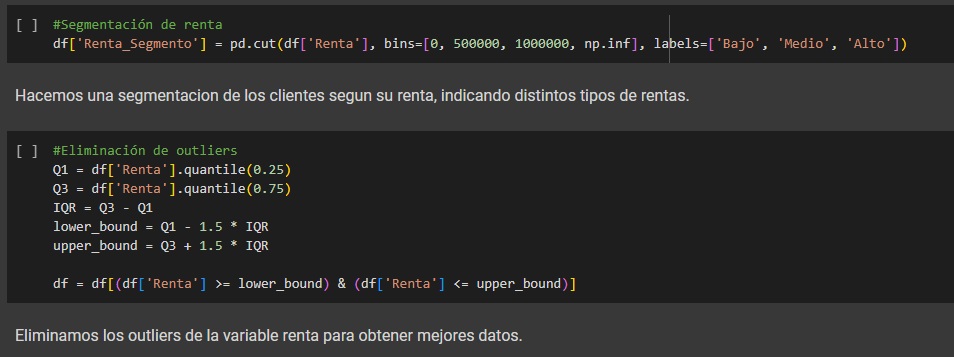 [ ] #Segmentación de renta
df['Renta_Segmento'] = pd.cut(df['Renta'], bins=[0, 500000, 1000000, np.inf], labels=['Bajo', 'Medio', 'Alto'])
Hacemos una segmentacion de los clientes segun su renta, indicando distintos tipos de rentas.
[ ] #Eliminación de outliers
Q1 = df['Renta'].quantile(0.25)
Q3 = df['Renta'].quantile(0.75)
IQR = Q3 - Q1
lower_bound = Q1 - 1.5 * IQR
upper_bound = Q3 + 1.5 * IQR
df = df[(df['Renta'] >= lower_bound) & (df['Renta'] <= upper_bound)]
Eliminamos los outliers de la variable renta para obtener mejores datos.